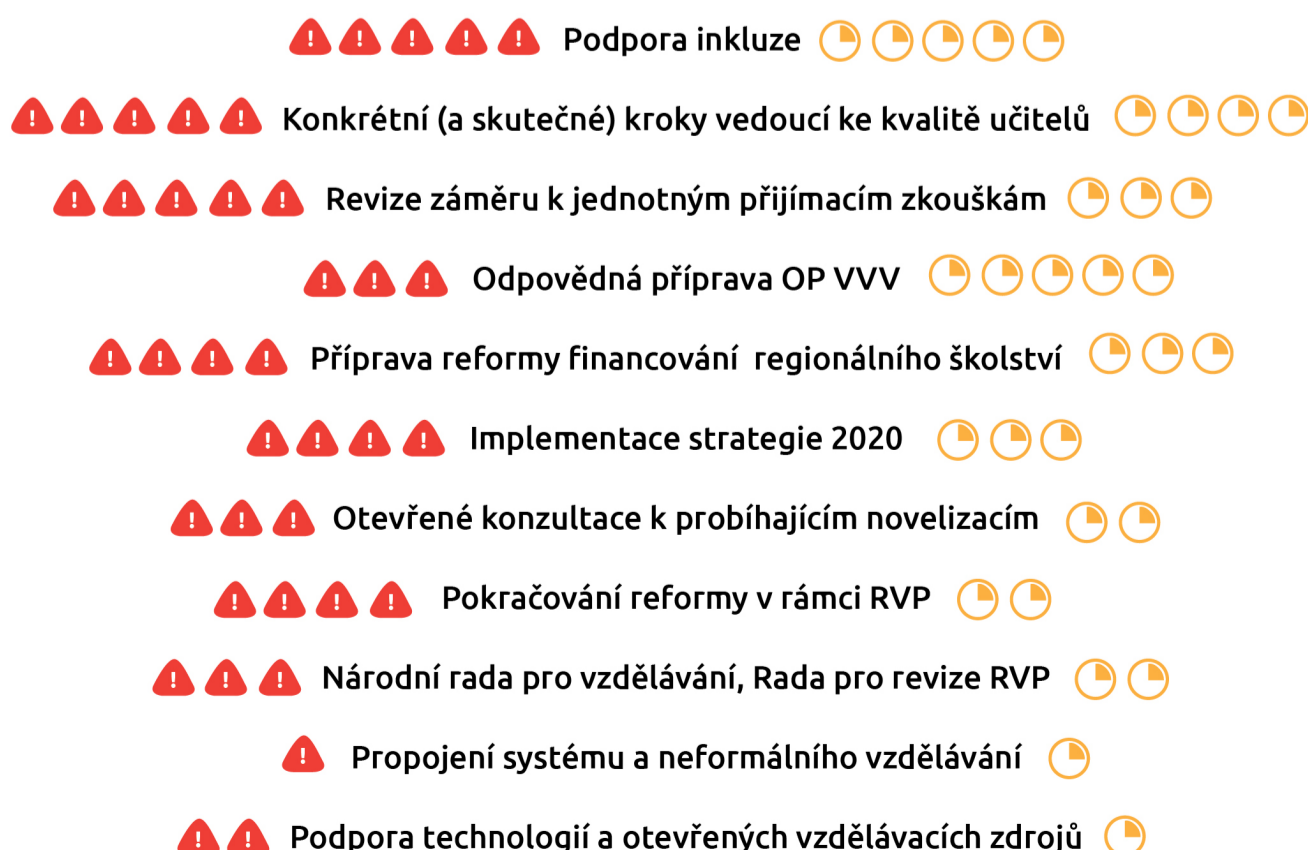 Podpora inkluze
Konkrétní (a skutečné) kroky vedoucí ke kvalitě učitelů
Revize záměru k jednotným přijímacím zkouškám
Odpovědná příprava OP VVV
Příprava reformy financování regionálního školství
Implementace strategie 2020
Otevřené konzultace k probíhajícím novelizacím
Pokračování reformy v rámci RVP
Národní rada pro vzdělávání, Rada pro revize RVP
Propojení systému a neformálního vzdělávání
Podpora technologií a otevřených vzdělávacích zdrojů